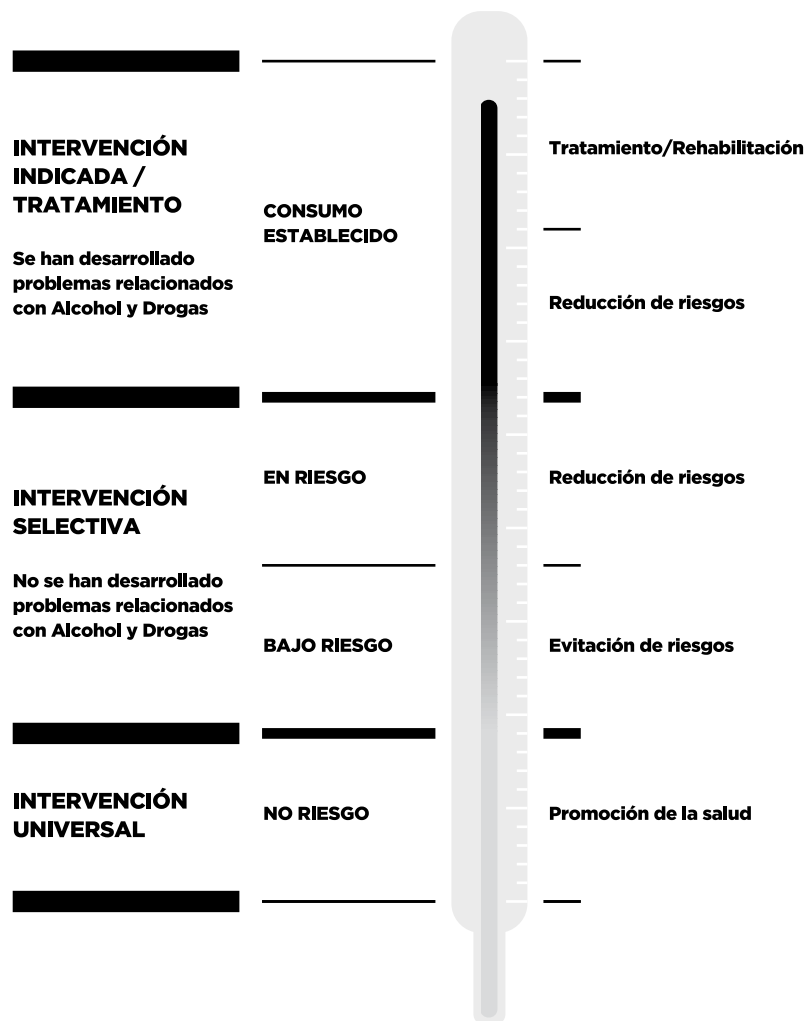 INTERVENCIÓN
INDICADA /
TRATAMIENTO
Se han desarrollado
problemas relacionados
con Alcohol y Drogas
CONSUMO
ESTABLECIDO
Tratamiento/Rehabilitación
Reducción de riesgos
INTERVENCIÓN
SELECTIVA
No se han desarrollado
problemas relacionados
con Alcohol y Drogas
EN RIESGO
Reducción de riesgos
BAJO RIESGO
Evitación de riesgos
INTERVENCIÓN
UNIVERSAL
NO RIESGO
Promoción de la salud